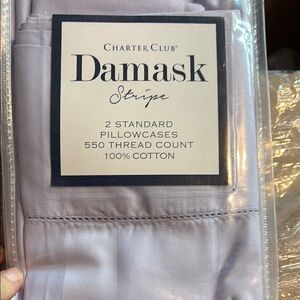 CHARTER CLUB®
Damask
Stripe
2 STANDARD
PILLOWCASES
550 THREAD COUNT
100% COTTON